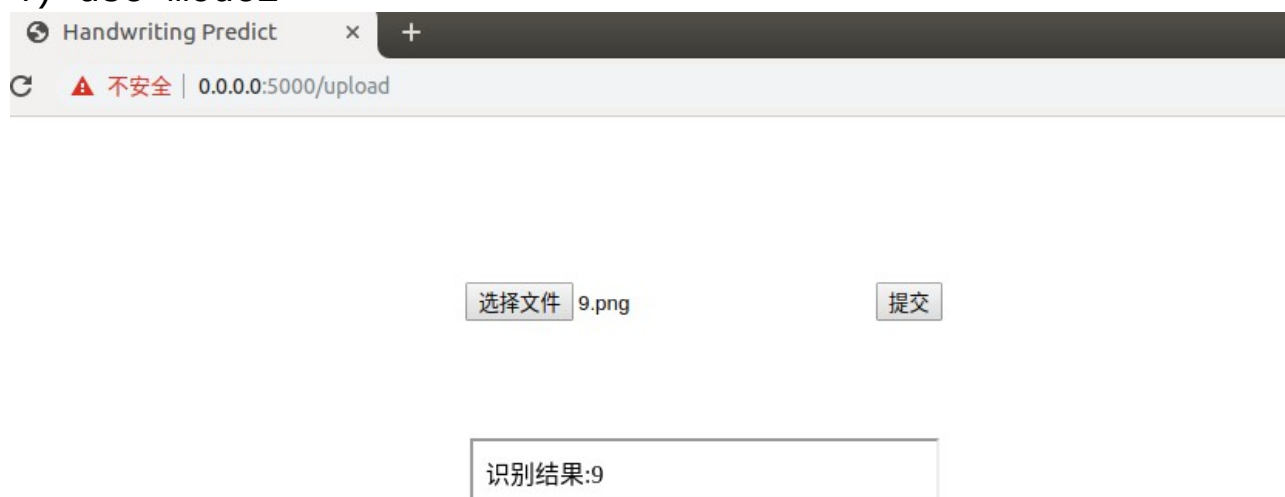 Handwriting Predict × +
不安全 | 0.0.0.0:5000/upload
选择文件 9.png 提交
识别结果:9